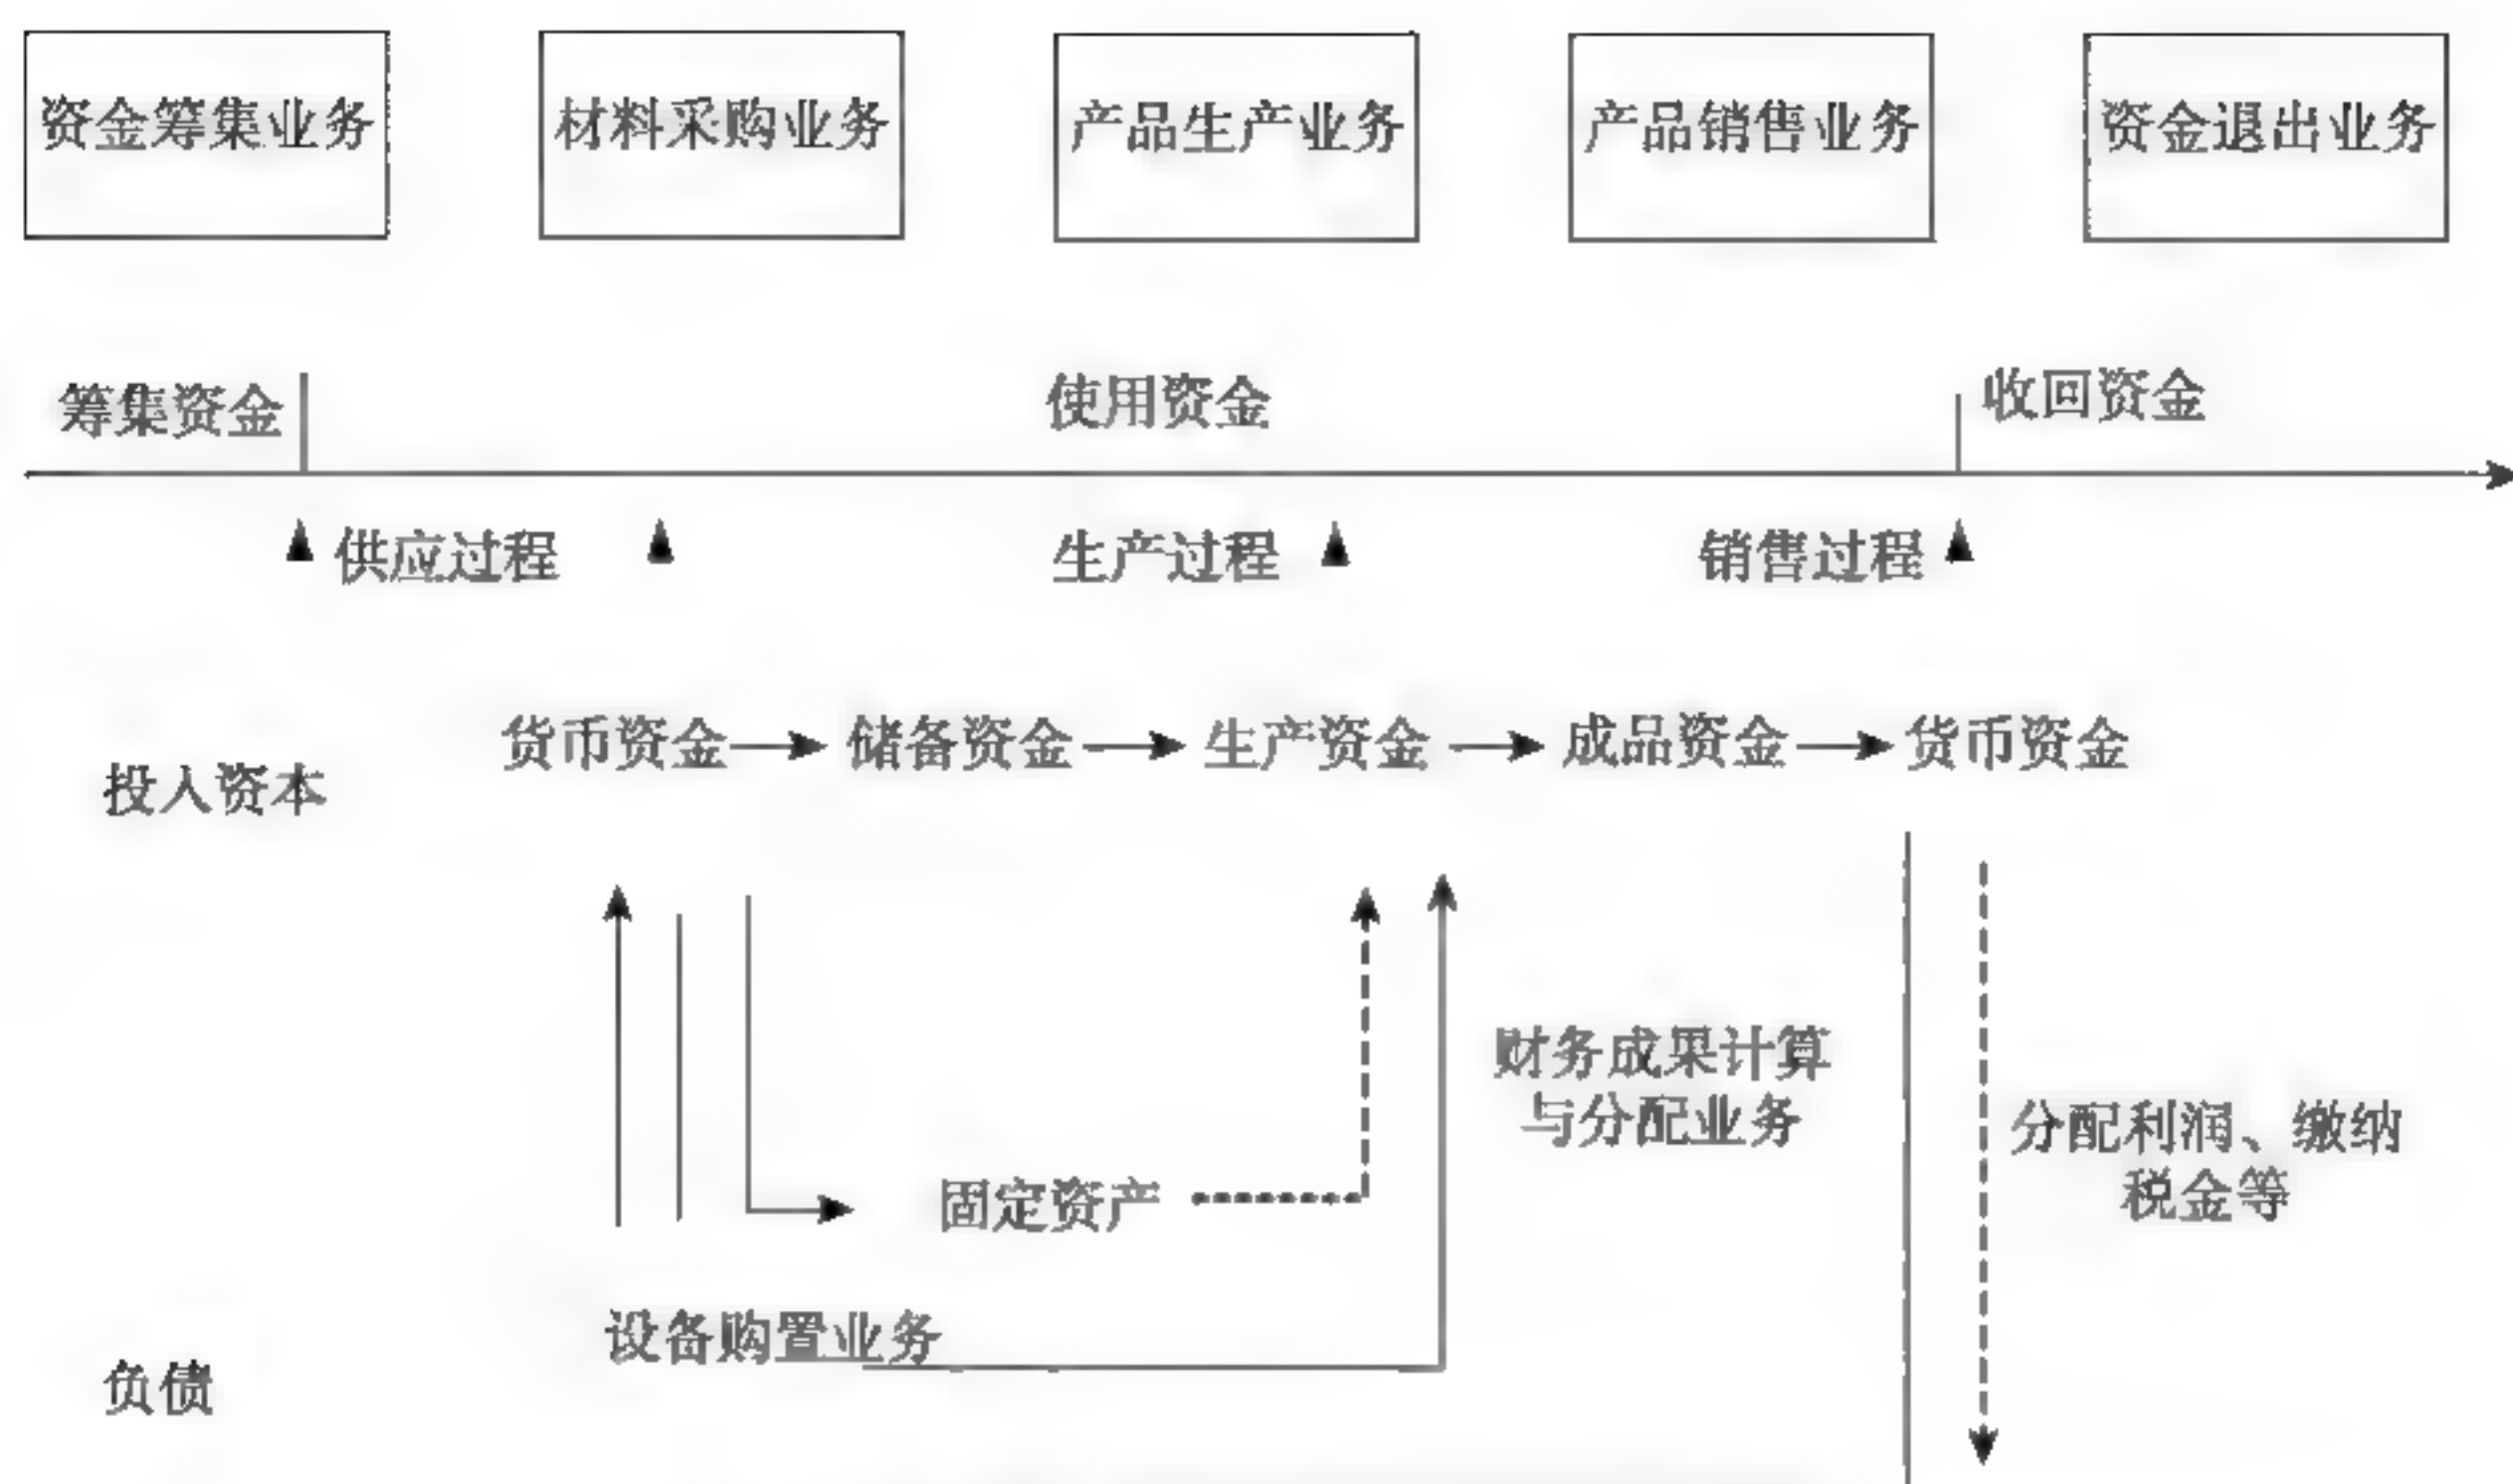 资金筹集业务
材料采购业务
产品生产业务
产品销售业务
资金退出业务
筹集资金
使用资金
收回资金
供应过程
生产过程
销售过程
投入资本
货币资金
储备资金
生产资金
成品资金
货币资金
财务成果计算
与分配业务
分配利润、缴纳
税金等
固定资产
设备购置业务
负债